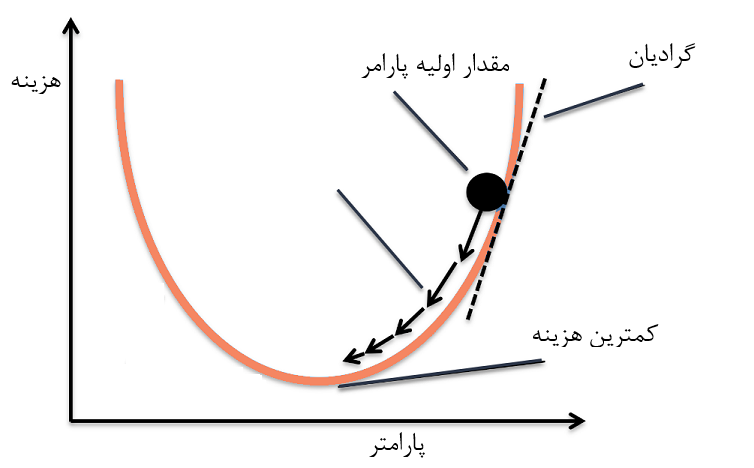 گرادیان
مقدار اولیه پارامر
هزینه
کمترین هزینه
پارامتر